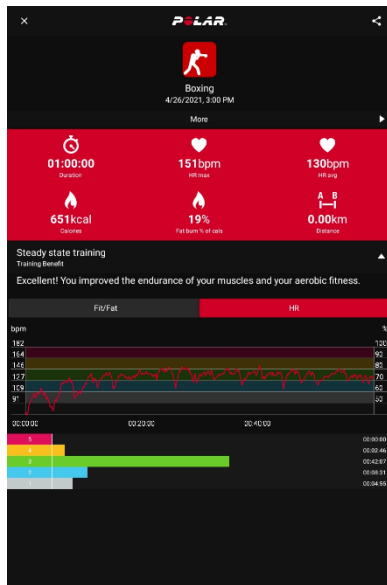 POLAR.
Boxing
4/26/2021, 3:00 PM
More
01:00:00 151bpm 130bpm
Duration HR max HR avg
A B
651kcal 19% 0.00km
Calories Fat burn % of cals Distance
Steady state training
Training Benefit
Excellent! You improved the endurance of your muscles and your aerobic fitness.
Fit/Fat HR
bpm %
182
164 90
146 80
127 70
109
91
00:00:00 00:20:00 00:40:00
5 00:00:00
4 00:02:46
3 00:42:07
2 00:08:31
1 00:04:55